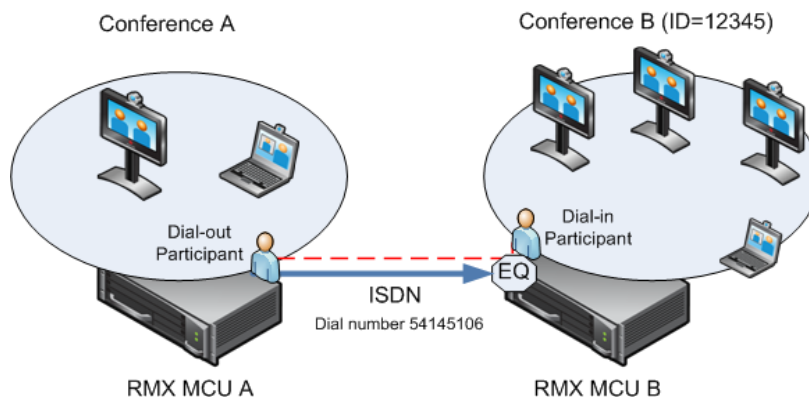 Conference A
Conference B (ID=12345)
Dial-out
Participant
Dial-in
Participant
EQ
ISDN
Dial number 54145106
RMX MCU A
RMX MCU B